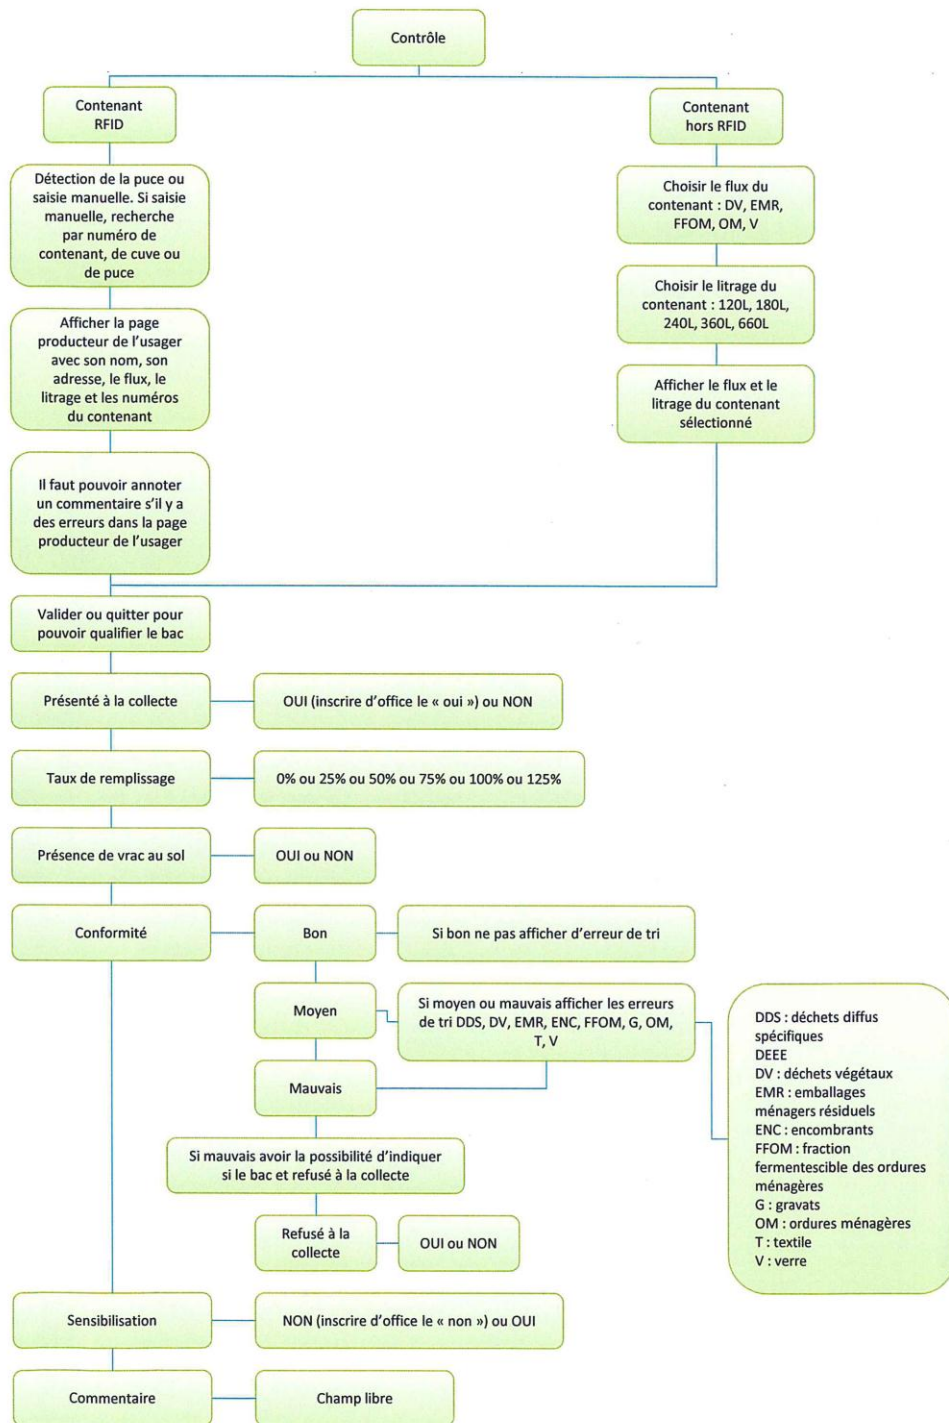 Contrôle
Contenant
RFID
Contenant
hors RFID
Détection de la puce ou
saisie manuelle. Si saisie
manuelle, recherche
par numéro de
contenant, de cuve ou
de puce
Choisir le flux du
contenant : DV, EMR,
FFOM, OM, V
Choisir le litrage du
contenant : 120L, 180L,
240L, 360L, 660L
Afficher la page
producteur de l'usager
avec son nom, son
adresse, le flux, le
litrage et les numéros
du contenant
Afficher le flux et le
litrage du contenant
sélectionné
Il faut pouvoir annoter
un commentaire s'il y a
des erreurs dans la page
producteur de l'usager
Valider ou quitter pour
pouvoir qualifier le bac
Présenté à la collecte
OUI (inscrire d'office le « oui ») ou NON
Taux de remplissage
0% ou 25% ou 50% ou 75% ou 100% ou 125%
Présence de vrac au sol
OUI ou NON
Conformité
Bon
Si bon ne pas afficher d'erreur de tri
Moyen
Si moyen ou mauvais afficher les erreurs
de tri DDS, DV, EMR, ENC, FFOM, G, OM,
T, V
Mauvais
DDS : déchets diffus
spécifiques
DEEE
DV : déchets végétaux
EMR : emballages
ménagers résiduels
ENC : encombrants
FFOM : fraction
fermentescible des ordures
ménagères
G : gravats
OM : ordures ménagères
T : textile
V : verre
Si mauvais avoir la possibilité d'indiquer
si le bac et refusé à la collecte
Refusé à la
collecte
OUI ou NON
Sensibilisation
NON (inscrire d'office le « non ») ou OUI
Commentaire
Champ libre